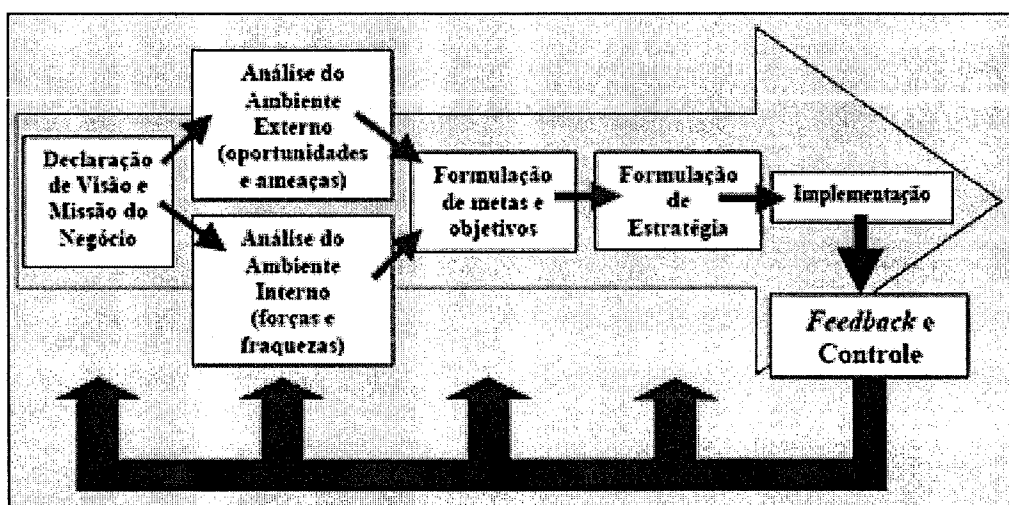 Declaração
de Visão e
Missão do
Negócio
Análise do
Ambiente
Externo
(oportunidades
e ameaças)
Análise do
Ambiente
Interno
(forças e
fraquezas)
Formulação
de metas e
objetivos
Formulação
de
Estratégia
Implementação
Feedback e
Controle